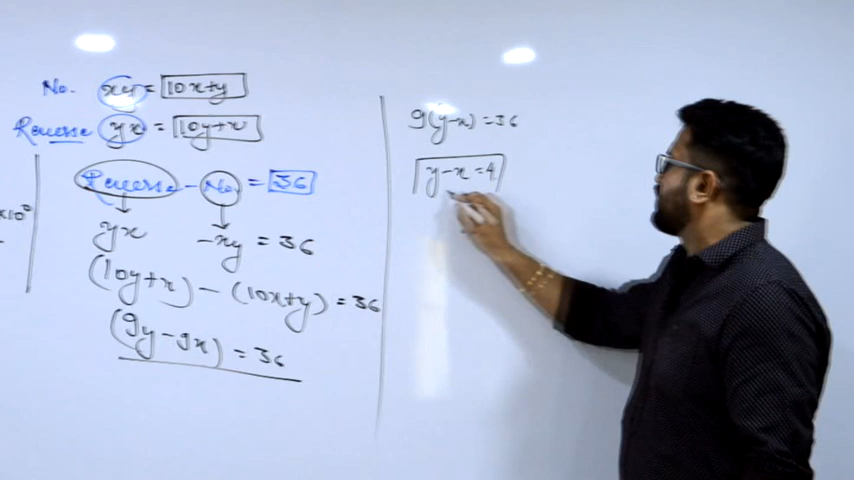 No. xy = 10x+y
Reverse yx = 10y+x
Reverse - No = 36
yx - xy = 36
(10y+x) - (10x+y) = 36
(9y-9x) = 36
9(y-x) = 36
y-x = 4